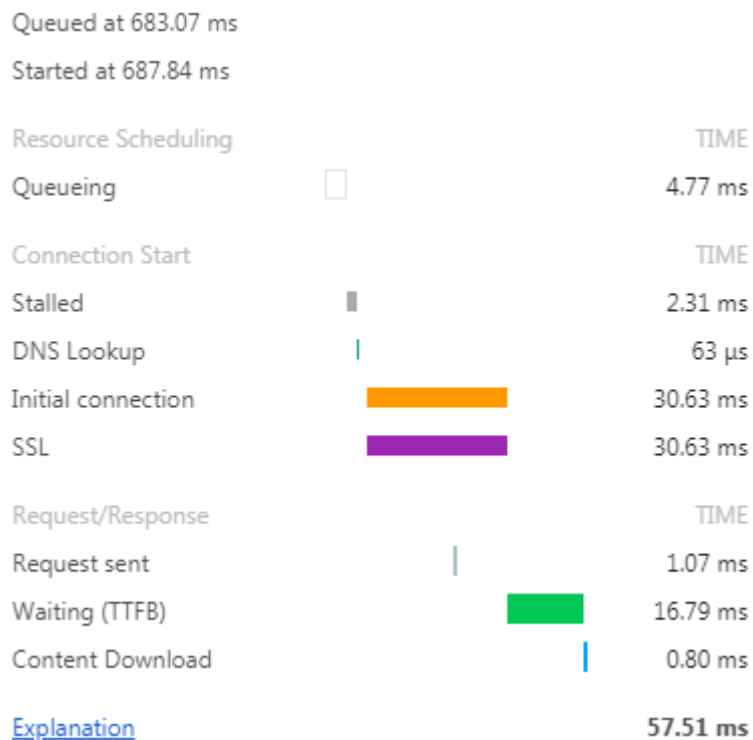 Queued at 683.07 ms
Started at 687.84 ms
Resource Scheduling TIME
Queueing 4.77 ms
Connection Start TIME
Stalled 2.31 ms
DNS Lookup 63 μs
Initial connection 30.63 ms
SSL 30.63 ms
Request/Response TIME
Request sent 1.07 ms
Waiting (TTFB) 16.79 ms
Content Download 0.80 ms
Explanation 57.51 ms